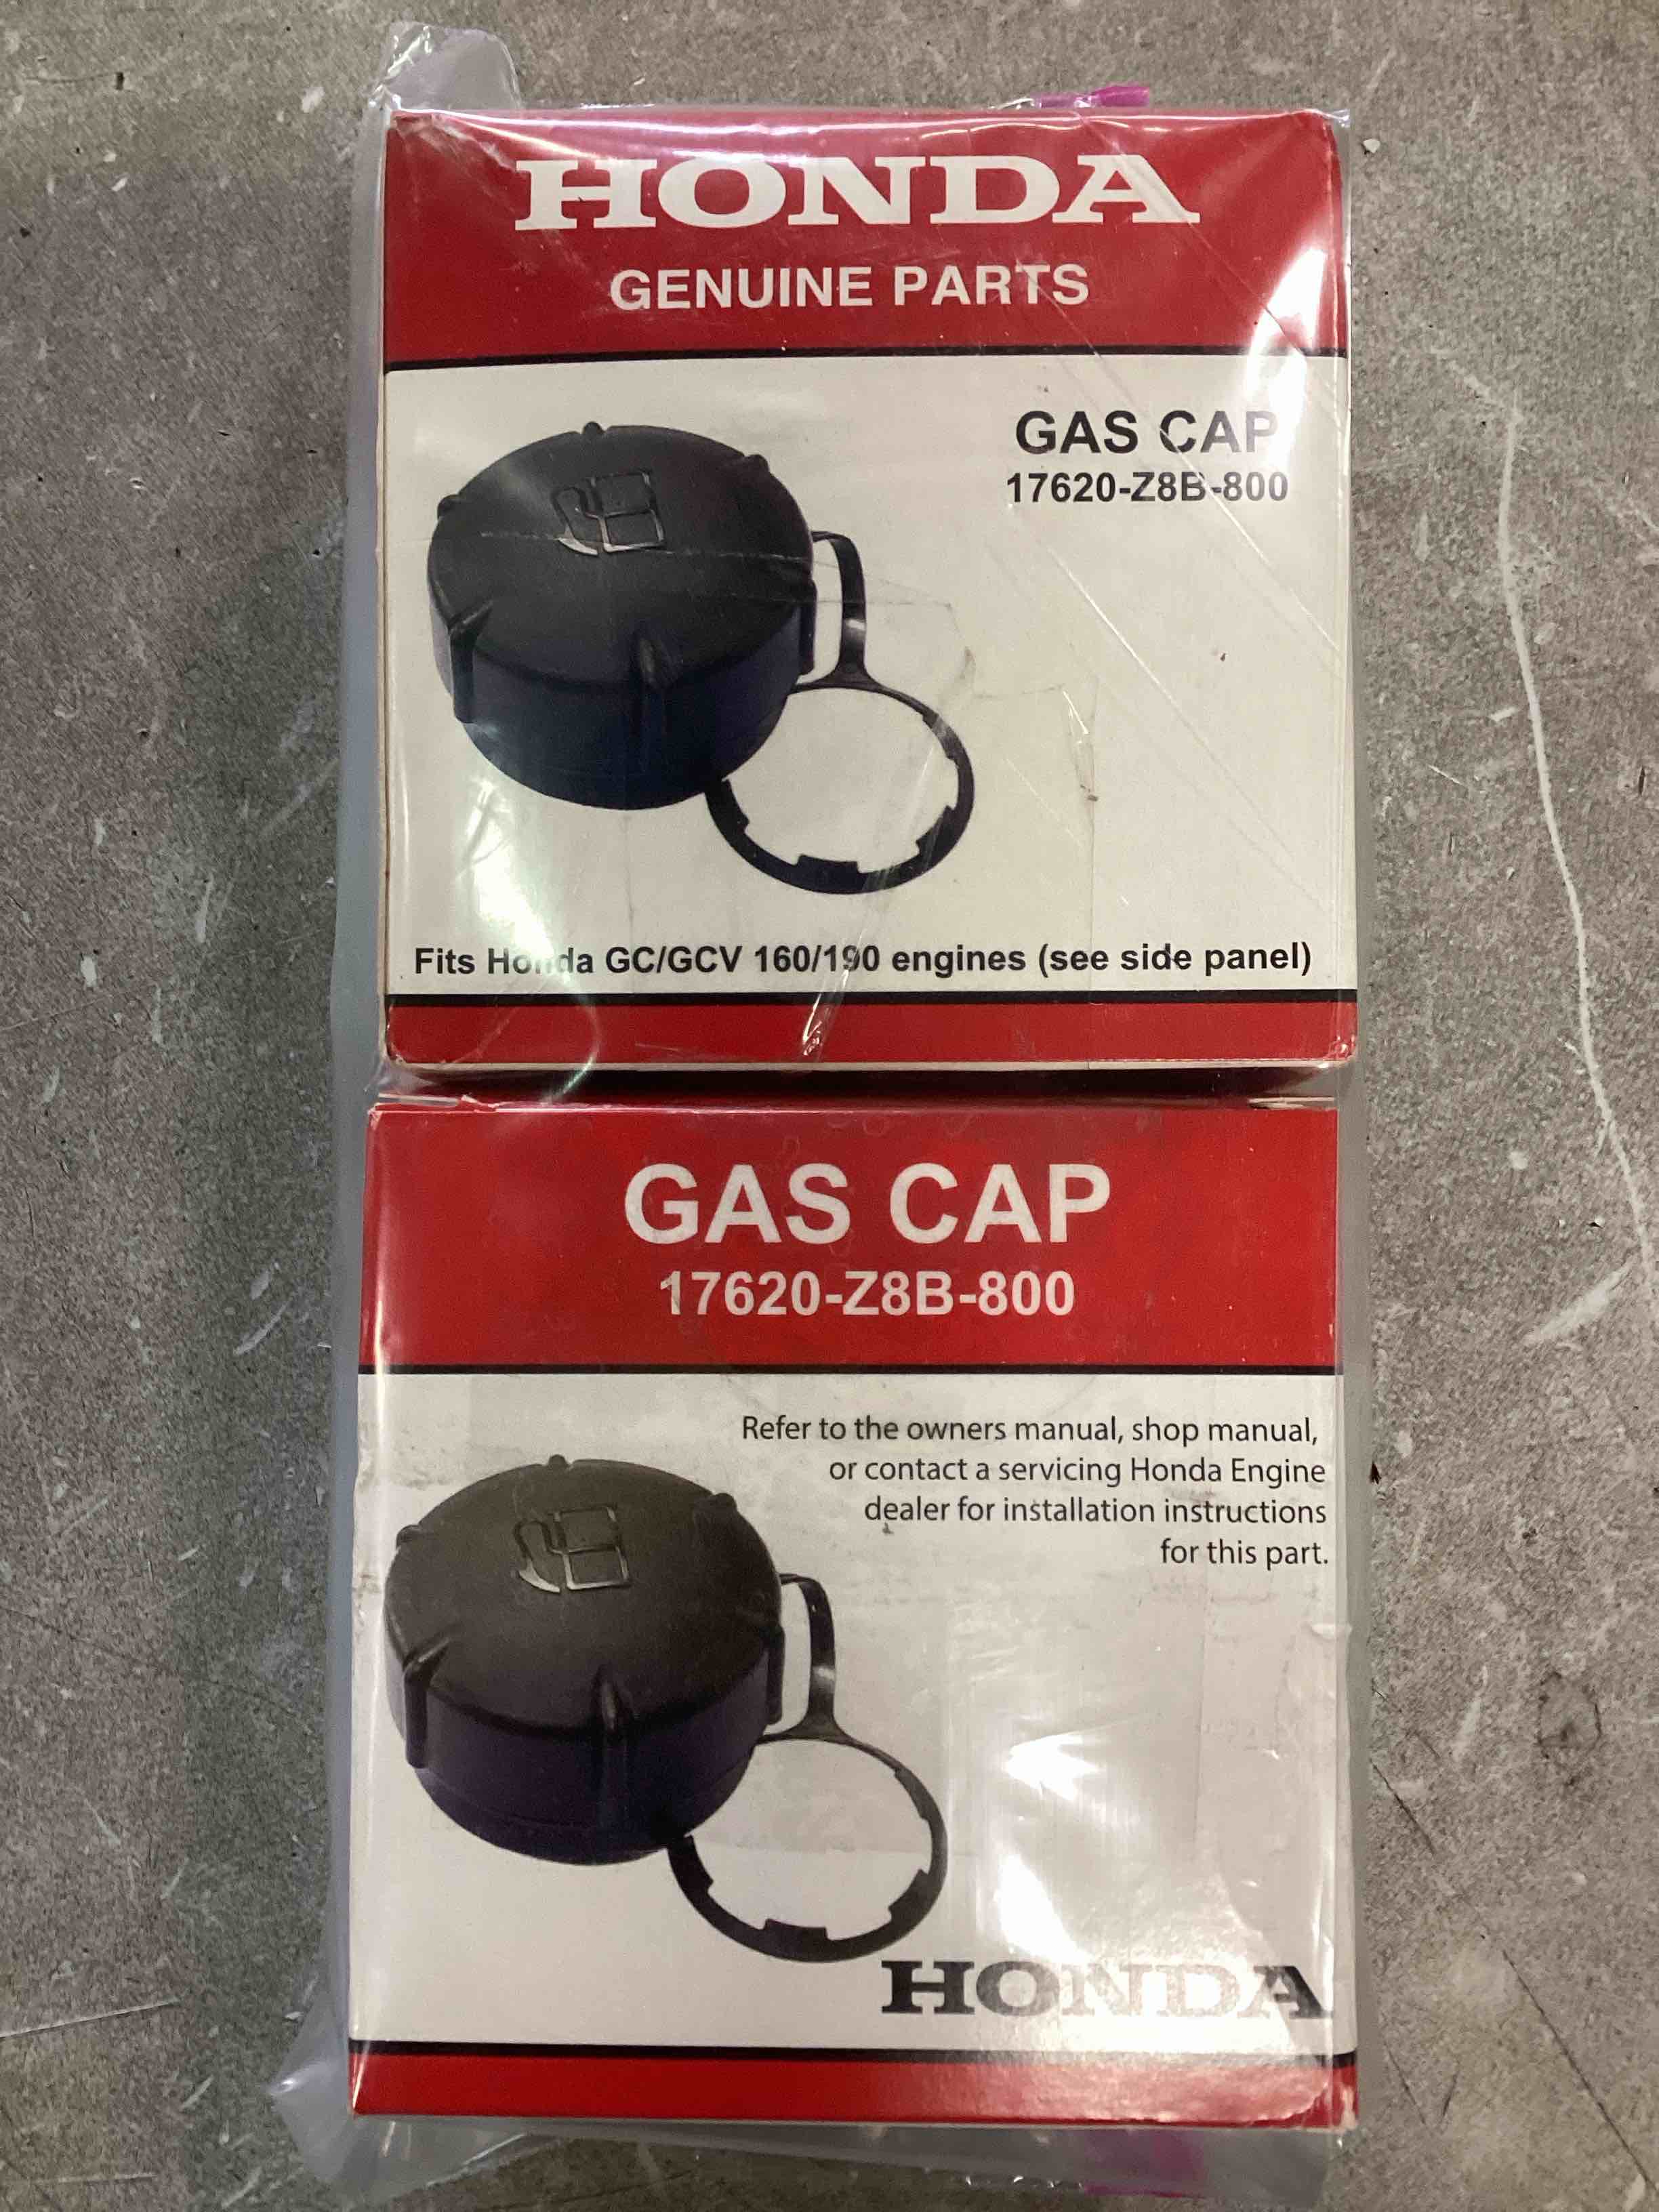 HONDA
GENUINE PARTS
GAS CAP
17620-Z8B-800
Fits Honda GC/GCV 160/190 engines (see side panel)
GAS CAP
17620-Z8B-800
Refer to the owners manual, shop manual,
or contact a servicing Honda Engine
dealer for installation instructions
for this part.
HONDA